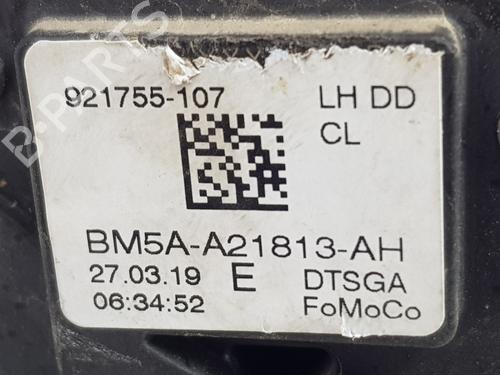 921755-107 LH DD
CL
BM5A-A21813-AH
27.03.19 E DTSGA
06:34:52 FoMoCo
B-PARTS